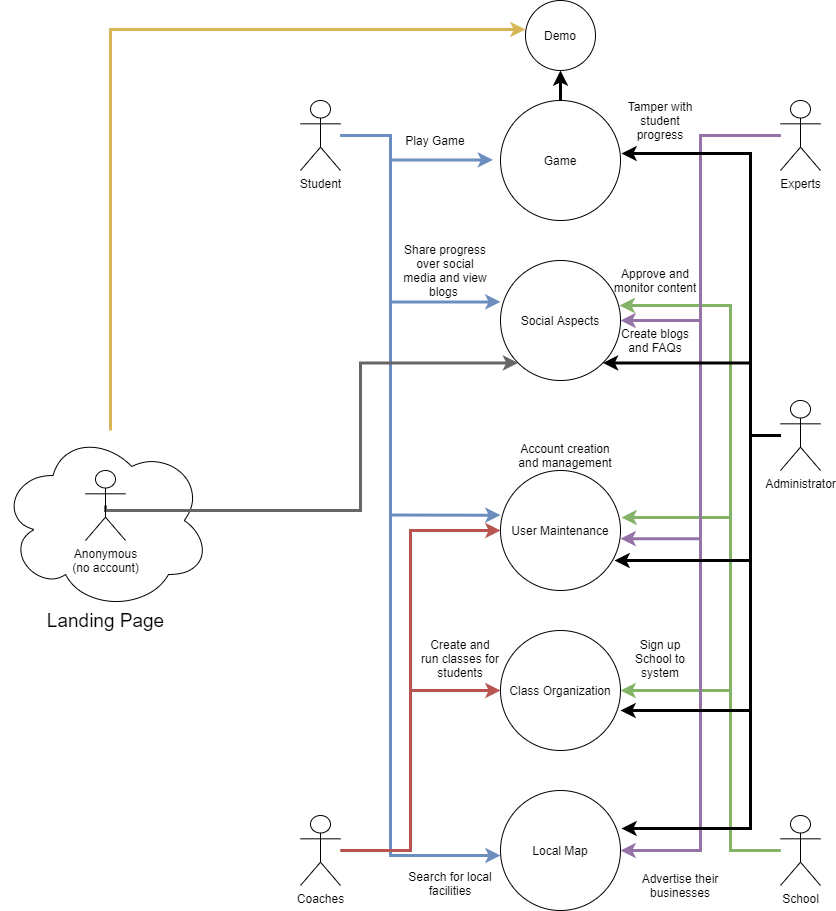 Demo
Tamper with
student
progress
Play Game
Game
Student
Experts
Share progress
over social
media and view
blogs
Approve and
monitor content
Social Aspects
Create blogs
and FAQs
Account creation
and management
Administrator
User Maintenance
Anonymous
(no account)
Landing Page
Create and
run classes for
students
Sign up
School to
system
Class Organization
Local Map
Search for local
facilities
Advertise their
businesses
Coaches
School